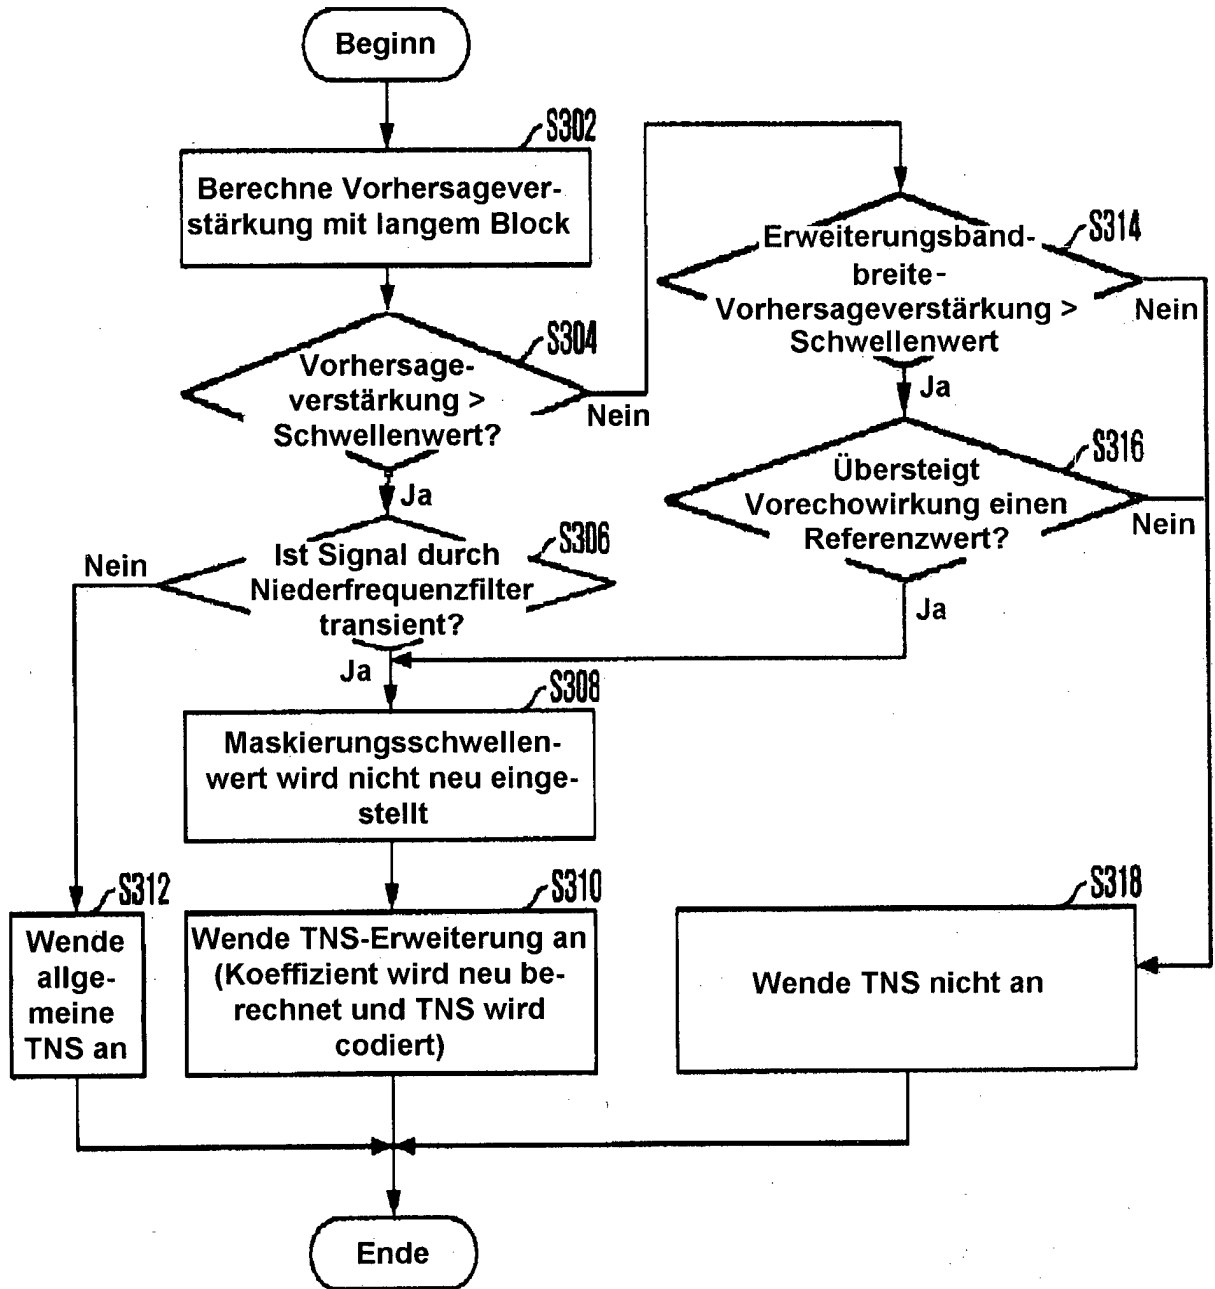 Beginn
S302
Berechne Vorhersagever-
stärkung mit langem Block
S304
Vorhersage-
verstärkung >
Schwellenwert?
Nein
Ja
S306
Ist Signal durch
Niederfrequenzfilter
transient?
Nein
Ja
S308
Maskierungsschwellen-
wert wird nicht neu einge-
stellt
S310
Wende TNS-Erweiterung an
(Koeffizient wird neu be-
rechnet und TNS wird
codiert)
S312
Wende
allge-
meine
TNS an
S314
Erweiterungsband-
breite-
Vorhersageverstärkung >
Schwellenwert
Nein
Ja
S316
Übersteigt
Vorechowirkung einen
Referenzwert?
Nein
Ja
S318
Wende TNS nicht an
Ende